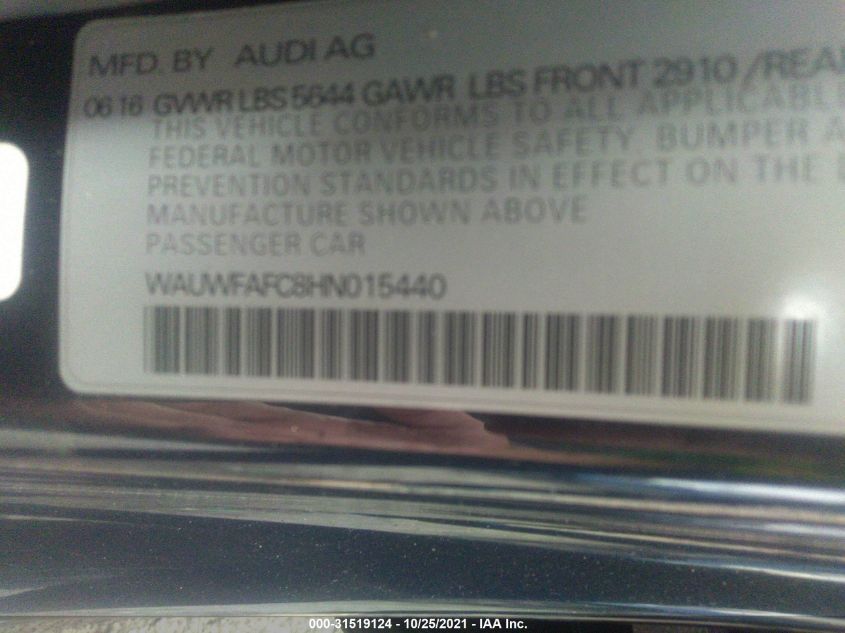 MFD. BY AUDI AG
06 16 GVWR LBS 5644 GAWR LBS FRONT 2910 /REAR
THIS VEHICLE CONFORMS TO ALL APPLICABLE
FEDERAL MOTOR VEHICLE SAFETY, BUMPER A
PREVENTION STANDARDS IN EFFECT ON THE
MANUFACTURE SHOWN ABOVE
PASSENGER CAR
WAUWFAFC8HN015440
000-31519124 - 10/25/2021 - IAA Inc.